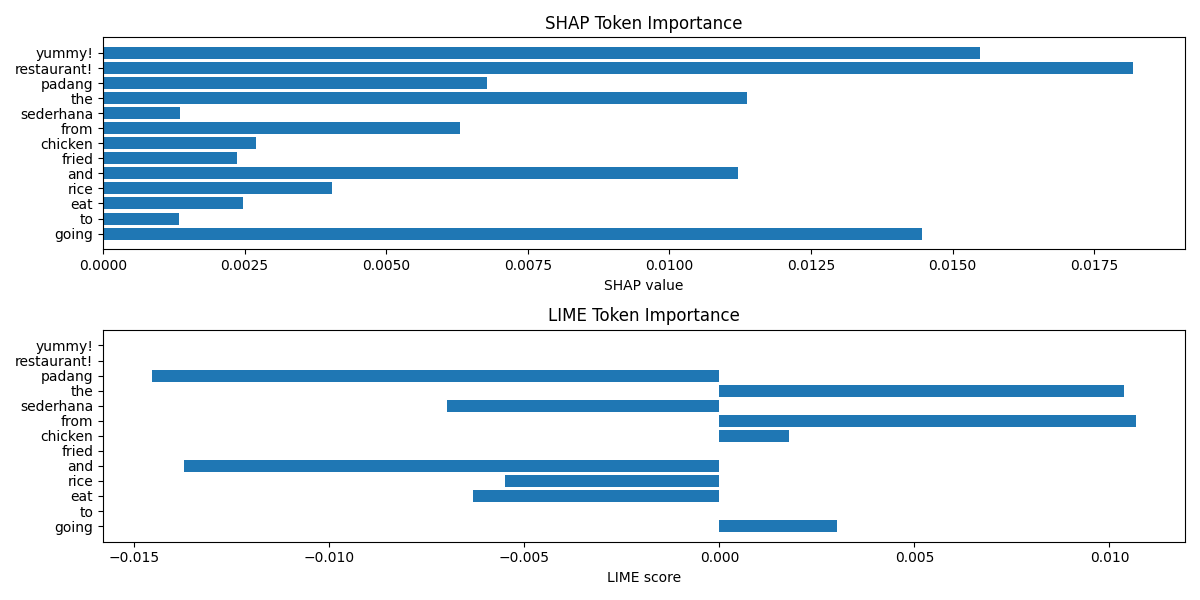 SHAP Token Importance
yummy!
restaurant!
padang
the
sederhana
from
chicken
fried
and
rice
eat
to
going
0.0000 0.0025 0.0050 0.0075 0.0100 0.0125 0.0150 0.0175
SHAP value
LIME Token Importance
yummy!
restaurant!
padang
the
sederhana
from
chicken
fried
and
rice
eat
to
going
−0.015 −0.010 −0.005 0.000 0.005 0.010
LIME score